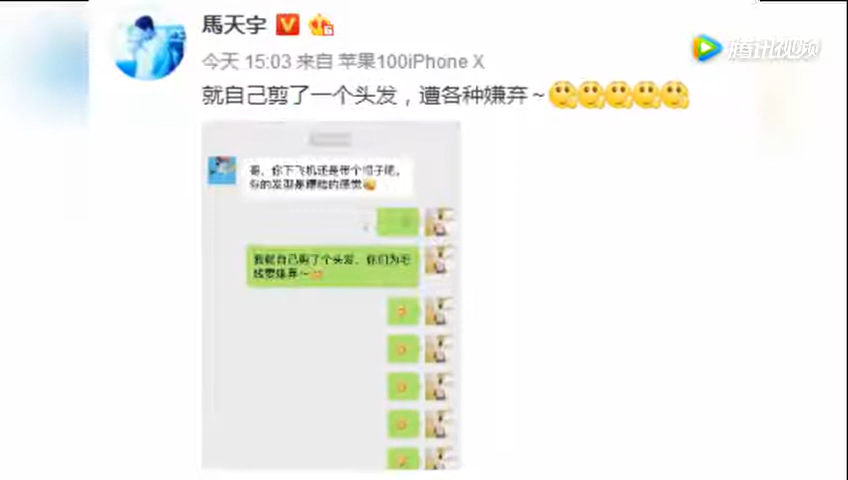 馬天宇
今天 15:03 来自 苹果100iPhone X
腾讯视频
就自己剪了一个头发，遭各种嫌弃~
哥，你下飞机还是带个帽子吧，
你的发型是 的感觉
我就自己剪了个头发，你们为毛
线要嫌弃~